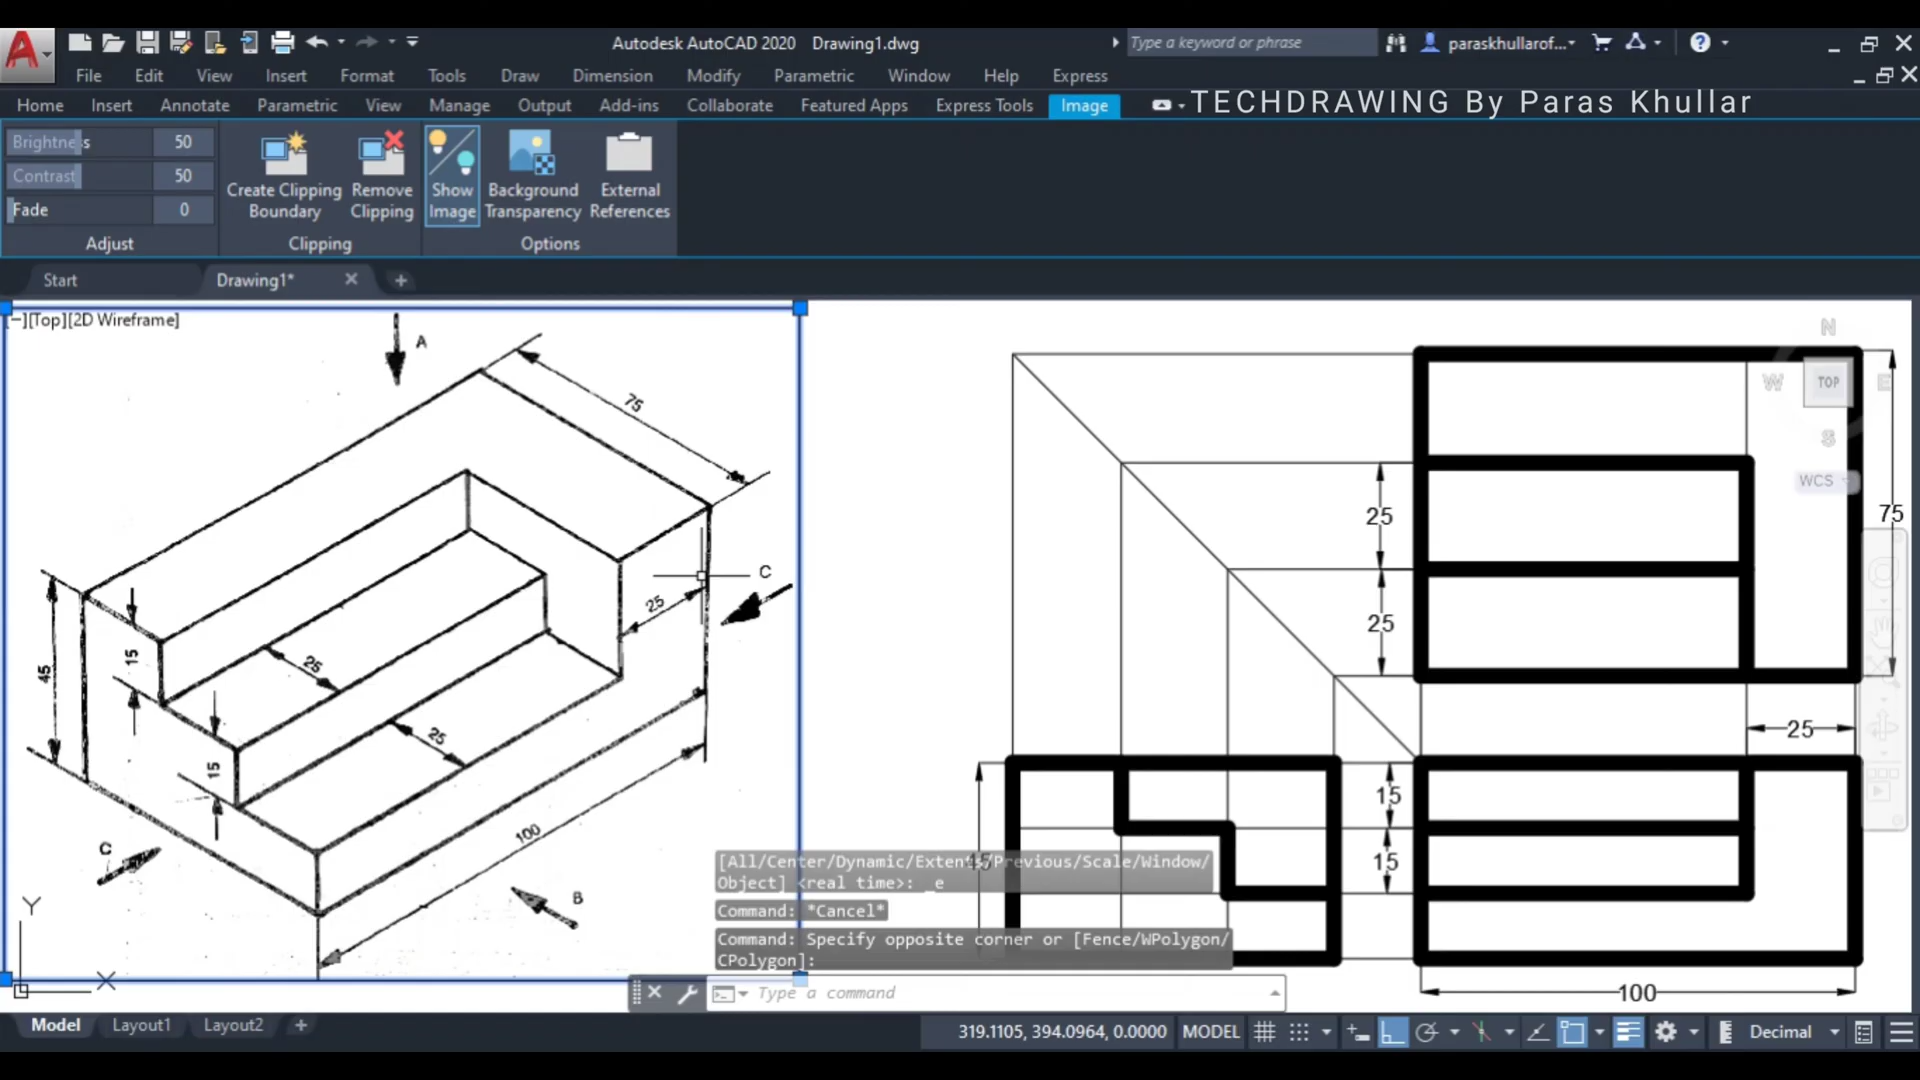 Autodesk AutoCAD 2020 Drawing1.dwg
Type a keyword or phrase
paraskhullarof...
File Edit View Insert Format Tools Draw Dimension Modify Parametric Window Help Express
Home Insert Annotate Parametric View Manage Output Add-ins Collaborate Featured Apps Express Tools Image
TECHDRAWING By Paras Khullar
Brightness 50
Contrast 50
Fade 0
Adjust
Create Clipping Boundary
Remove Clipping
Clipping
Show Image
Background Transparency
External References
Options
Start
Drawing1*
[−][Top][2D Wireframe]
A
75
C
25
15
45
25
25
15
100
C
B
Y
X
N
W
TOP
E
S
WCS
25
75
25
25
15
45
15
100
[All/Center/Dynamic/Extents/Previous/Scale/Window/
Object] <real time>: _e
Command: *Cancel*
Command: Specify opposite corner or [Fence/WPolygon/
CPolygon]:
Type a command
Model Layout1 Layout2
319.1105, 394.0964, 0.0000 MODEL
Decimal